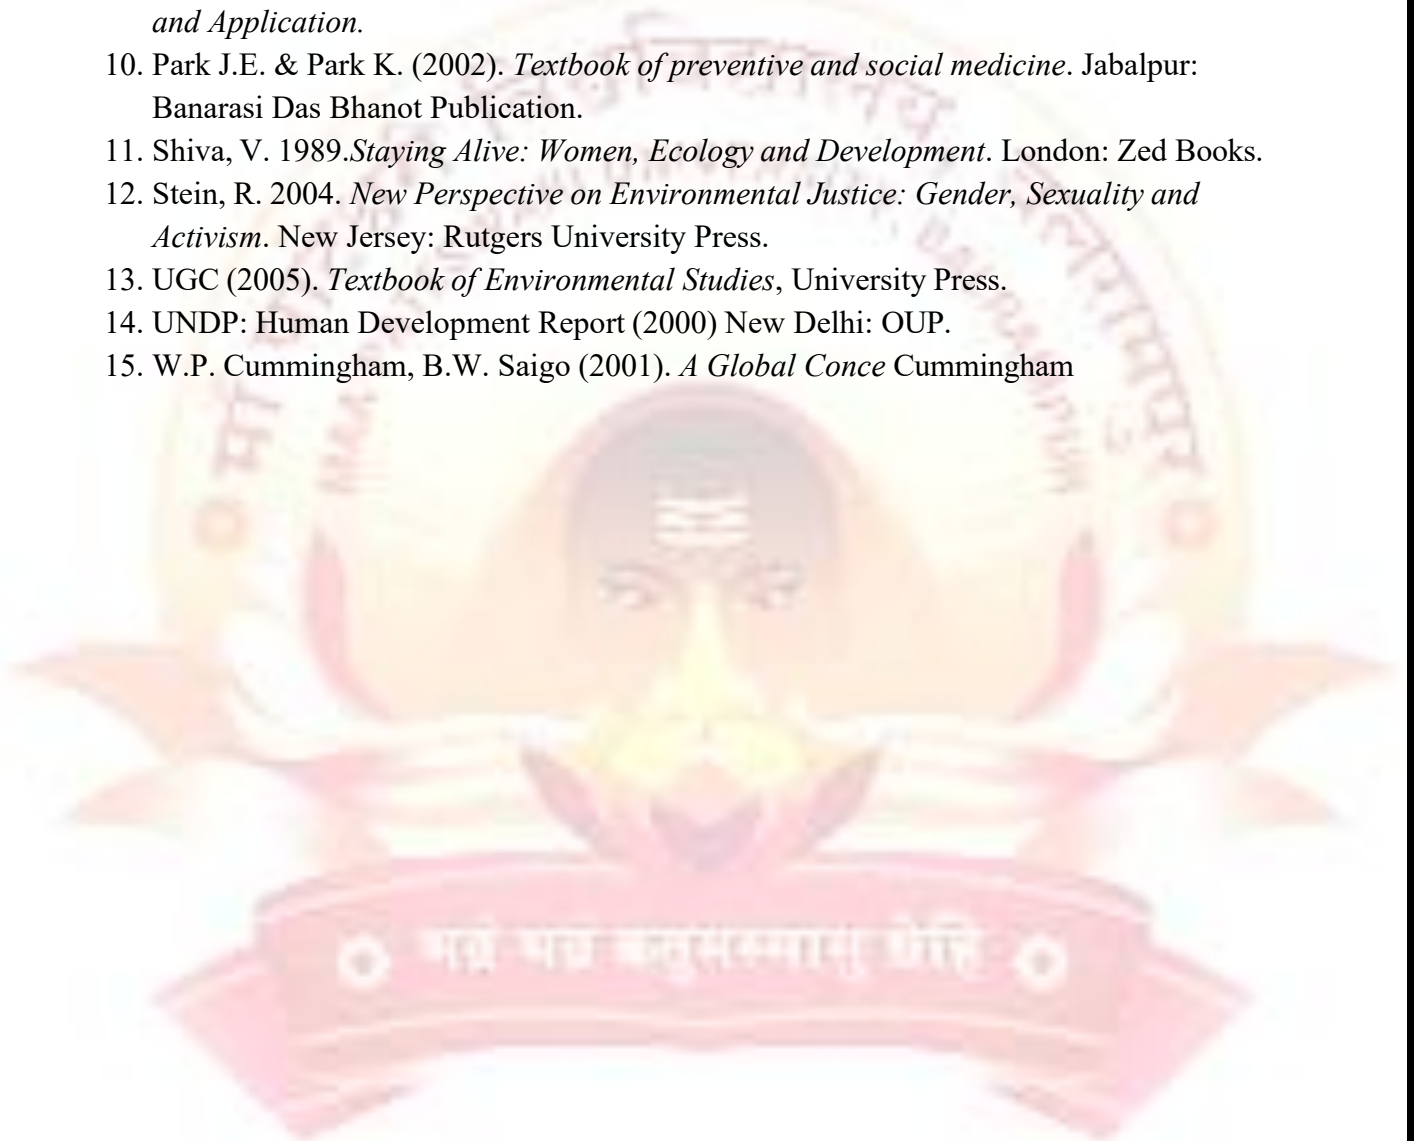 and Application.
10. Park J.E. & Park K. (2002). Textbook of preventive and social medicine. Jabalpur:
Banarasi Das Bhanot Publication.
11. Shiva, V. 1989.Staying Alive: Women, Ecology and Development. London: Zed Books.
12. Stein, R. 2004. New Perspective on Environmental Justice: Gender, Sexuality and
Activism. New Jersey: Rutgers University Press.
13. UGC (2005). Textbook of Environmental Studies, University Press.
14. UNDP: Human Development Report (2000) New Delhi: OUP.
15. W.P. Cummingham, B.W. Saigo (2001). A Global Conce Cummingham